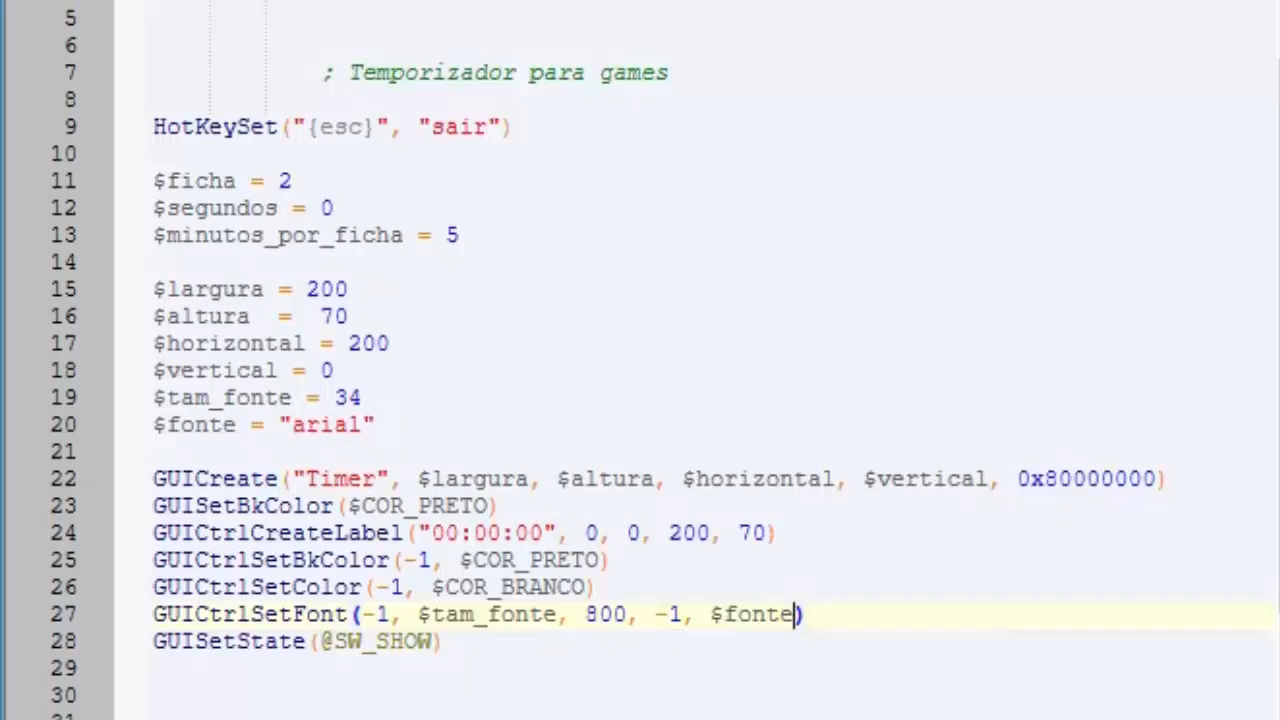 5
6
7 ; Temporizador para games
8
9 HotKeySet("{esc}", "sair")
10
11 $ficha = 2
12 $segundos = 0
13 $minutos_por_ficha = 5
14
15 $largura = 200
16 $altura  =  70
17 $horizontal = 200
18 $vertical = 0
19 $tam_fonte = 34
20 $fonte = "arial"
21
22 GUICreate("Timer", $largura, $altura, $horizontal, $vertical, 0x80000000)
23 GUISetBkColor($COR_PRETO)
24 GUICtrlCreateLabel("00:00:00", 0, 0, 200, 70)
25 GUICtrlSetBkColor(-1, $COR_PRETO)
26 GUICtrlSetColor(-1, $COR_BRANCO)
27 GUICtrlSetFont(-1, $tam_fonte, 800, -1, $fonte)
28 GUISetState(@SW_SHOW)
29
30